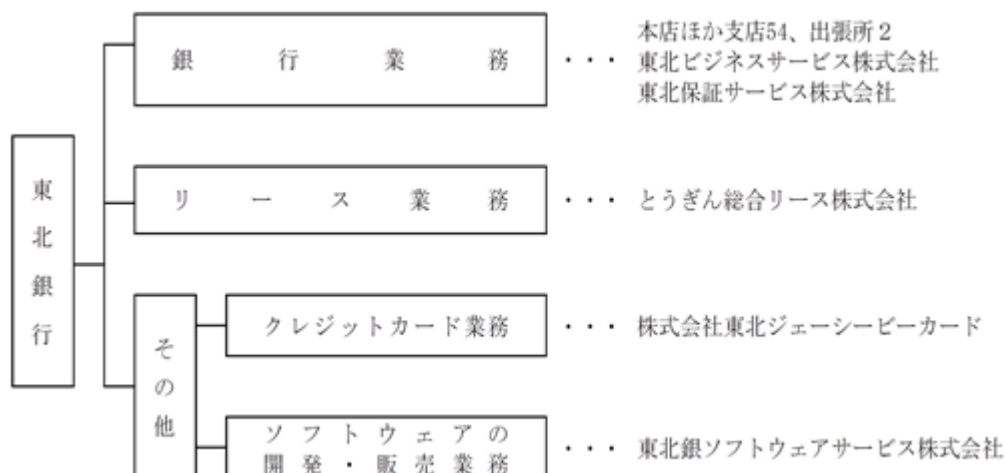 東北銀行
銀行業務
・・・
本店ほか支店54、出張所2
東北ビジネスサービス株式会社
東北保証サービス株式会社
リース業務
・・・
とうぎん総合リース株式会社
その他
クレジットカード業務
・・・
株式会社東北ジェーシービーカード
ソフトウェアの
開発・販売業務
・・・
東北銀ソフトウェアサービス株式会社